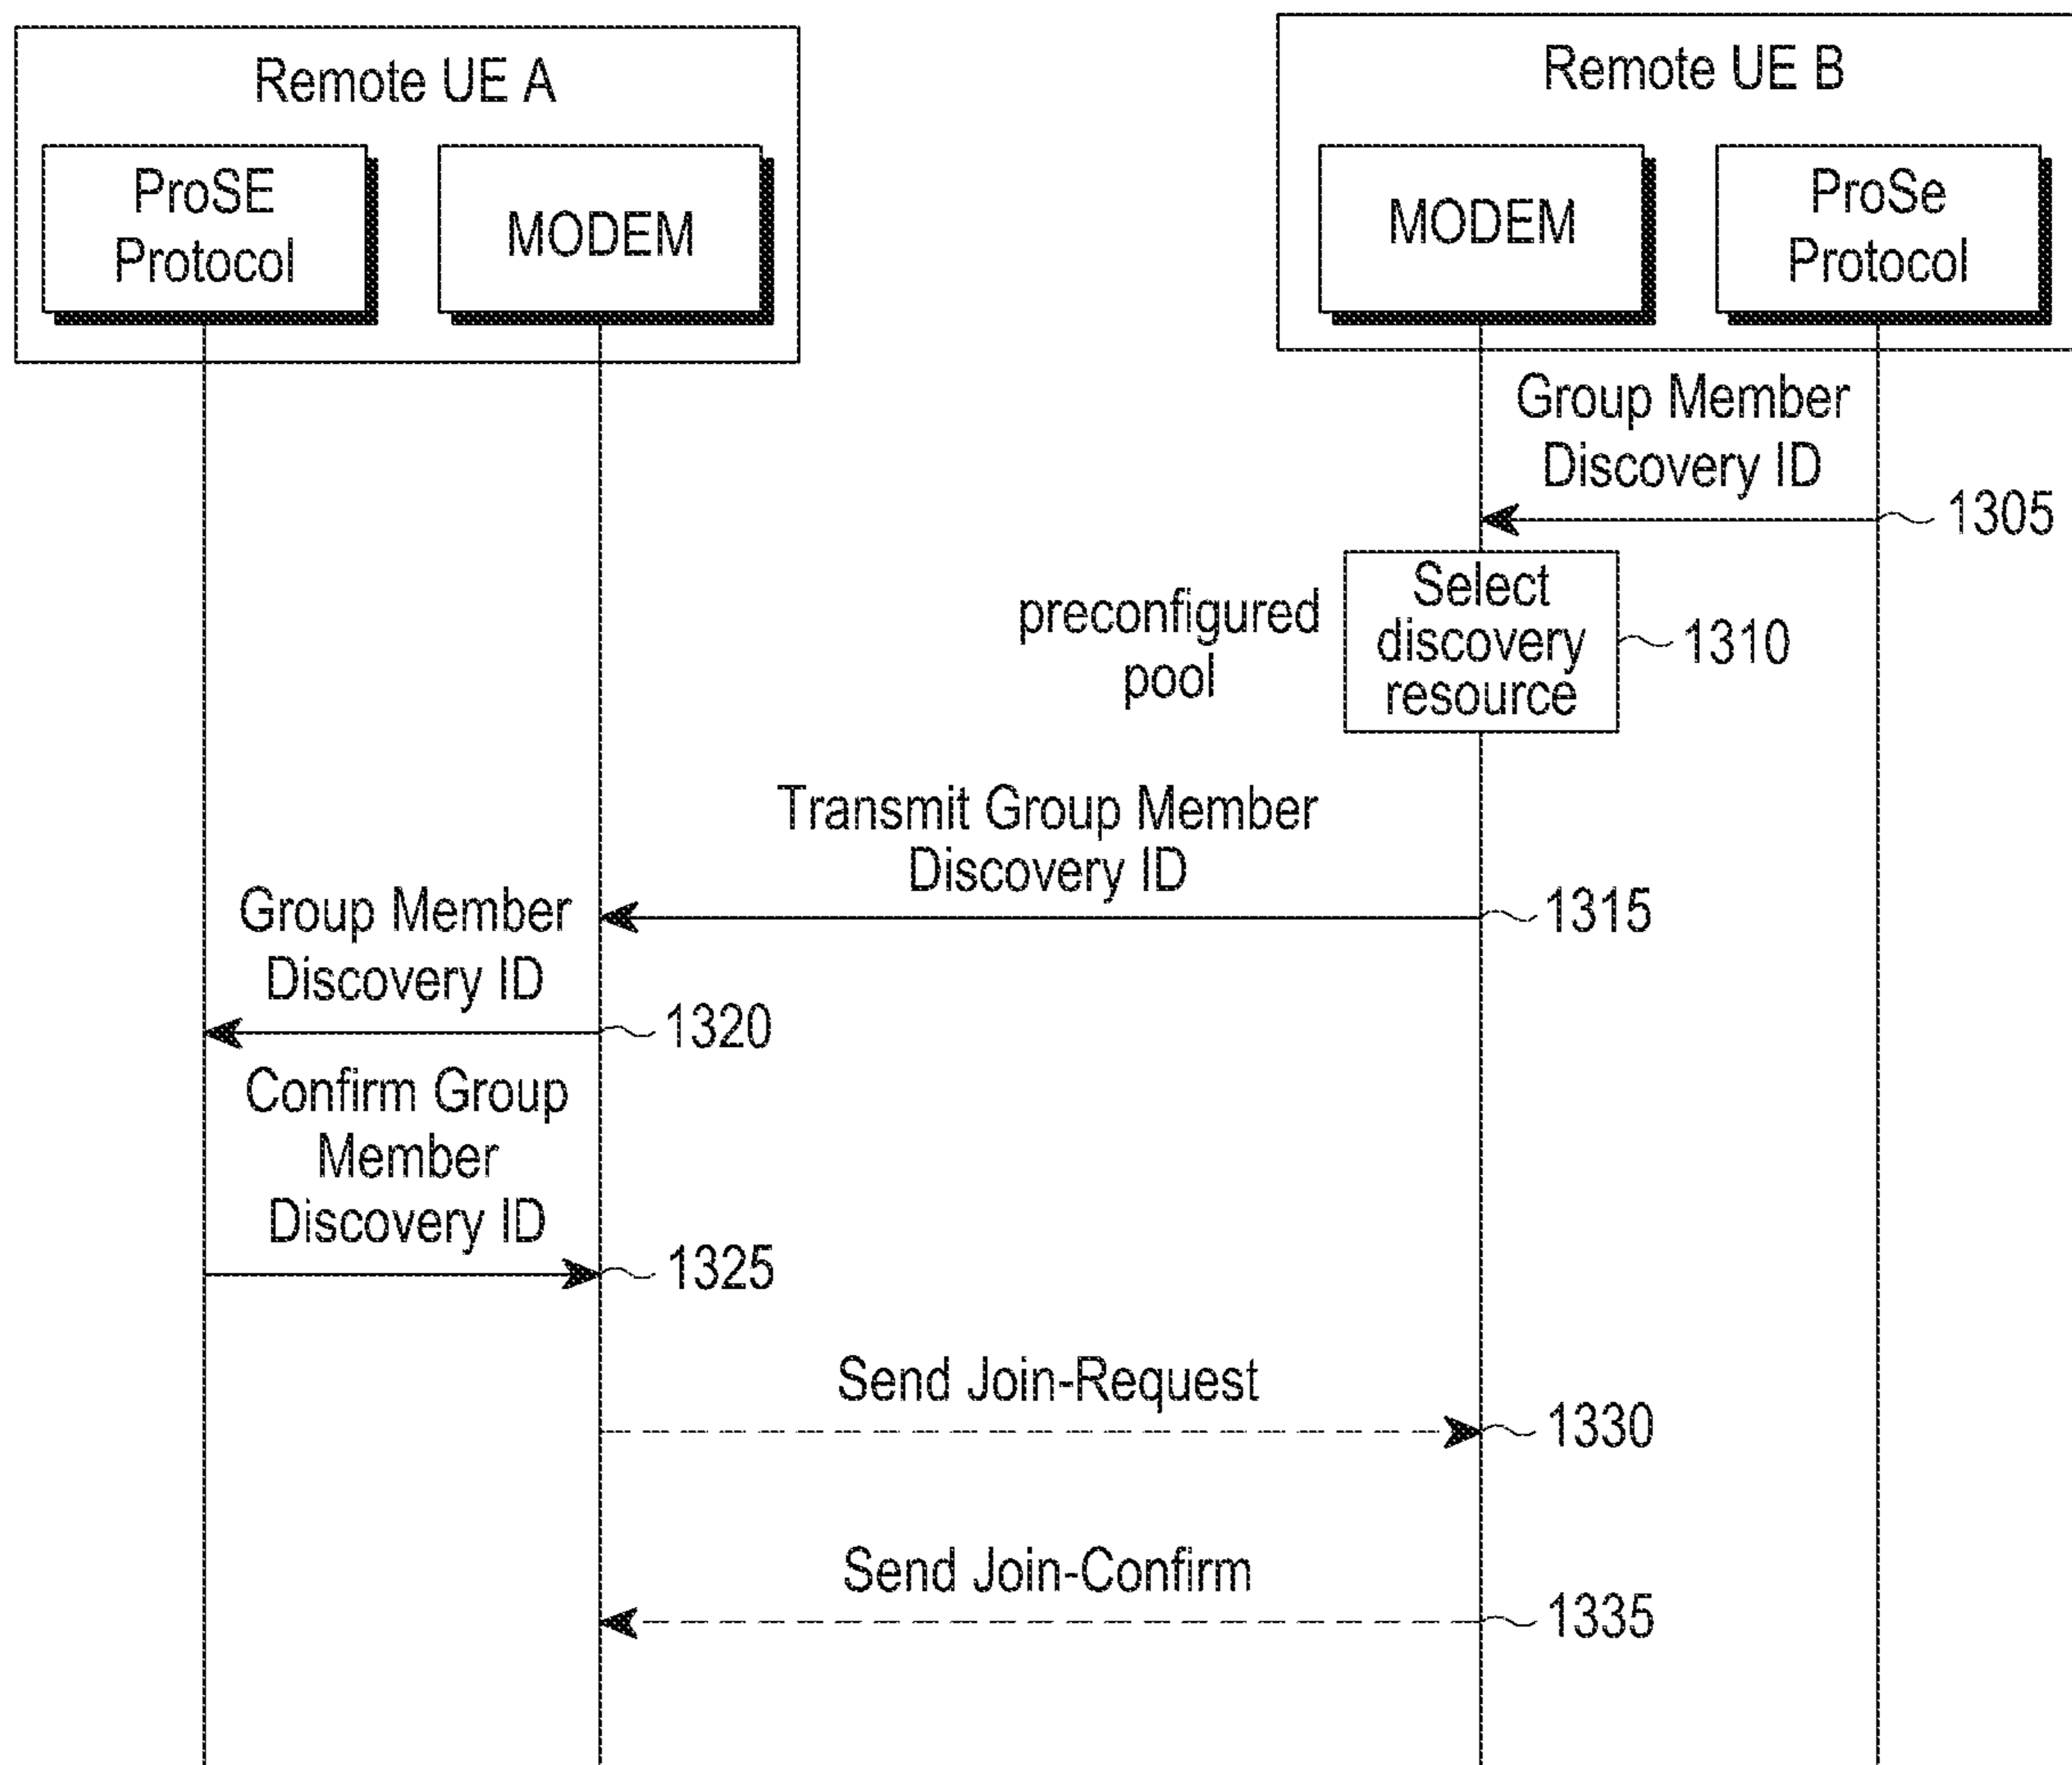 Remote UE A
Remote UE B
ProSE
Protocol
MODEM
MODEM
ProSe
Protocol
Group Member
Discovery ID
1305
preconfigured
pool
Select
discovery
resource
1310
Transmit Group Member
Discovery ID
1315
Group Member
Discovery ID
1320
Confirm Group
Member
Discovery ID
1325
Send Join-Request
1330
Send Join-Confirm
1335